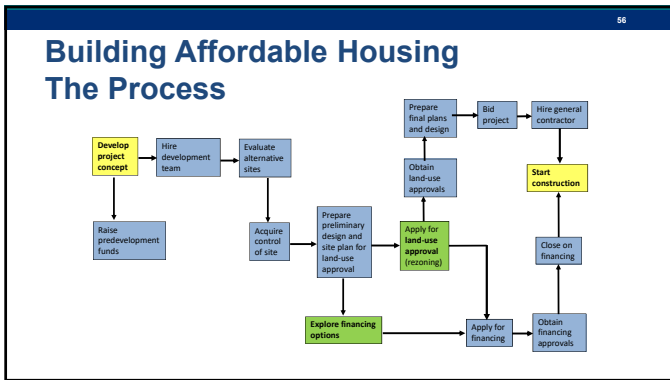 56
Building Affordable Housing
The Process
Develop
project
concept
Hire
development
team
Evaluate
alternative
sites
Raise
predevelopment
funds
Acquire
control
of site
Prepare
preliminary
design and
site plan for
land-use
approval
Apply for
land-use
approval
(rezoning)
Obtain
land-use
approvals
Prepare
final plans
and design
Bid
project
Hire general
contractor
Start
construction
Explore financing
options
Apply for
financing
Obtain
financing
approvals
Close on
financing